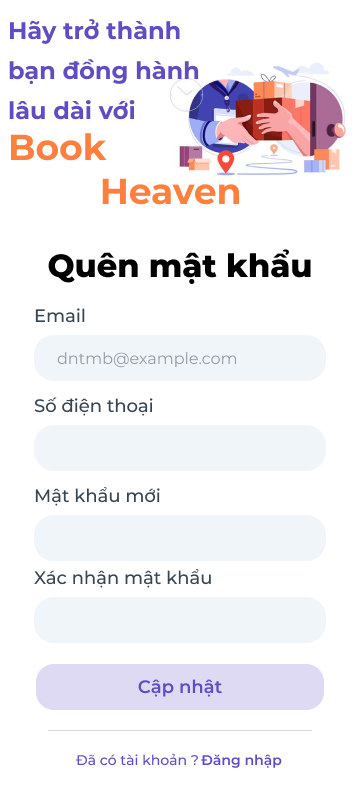 Hãy trở thành
bạn đồng hành
lâu dài với
Book
Heaven
Quên mật khẩu
Email
dntmb@example.com
Số điện thoại
Mật khẩu mới
Xác nhận mật khẩu
Cập nhật
Đã có tài khoản ? Đăng nhập